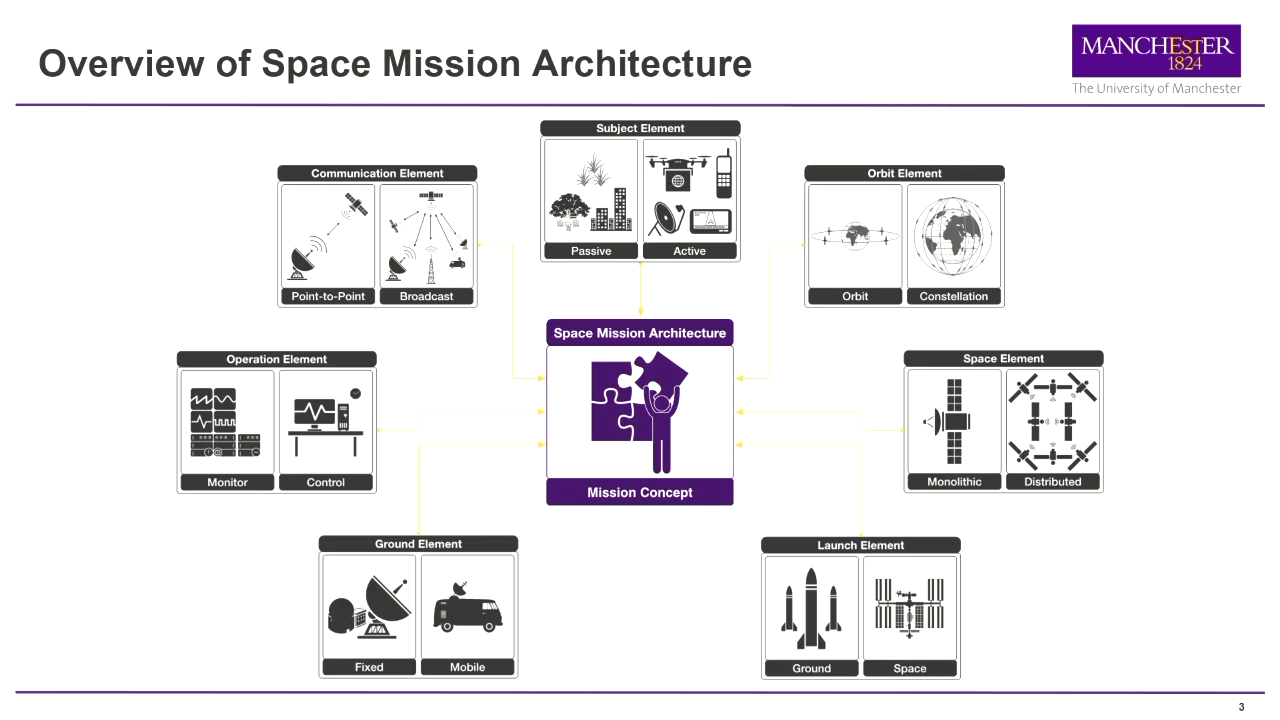 Overview of Space Mission Architecture
MANCHESTER
1824
The University of Manchester
Subject Element
Passive
Active
Communication Element
Point-to-Point
Broadcast
Orbit Element
Orbit
Constellation
Space Mission Architecture
Mission Concept
Operation Element
Monitor
Control
Space Element
Monolithic
Distributed
Ground Element
Fixed
Mobile
Launch Element
Ground
Space
3